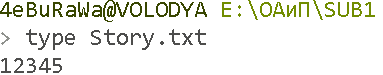 4eBuRaWa@VOLODYA E:\ОАиП\SUB1
> type Story.txt
12345